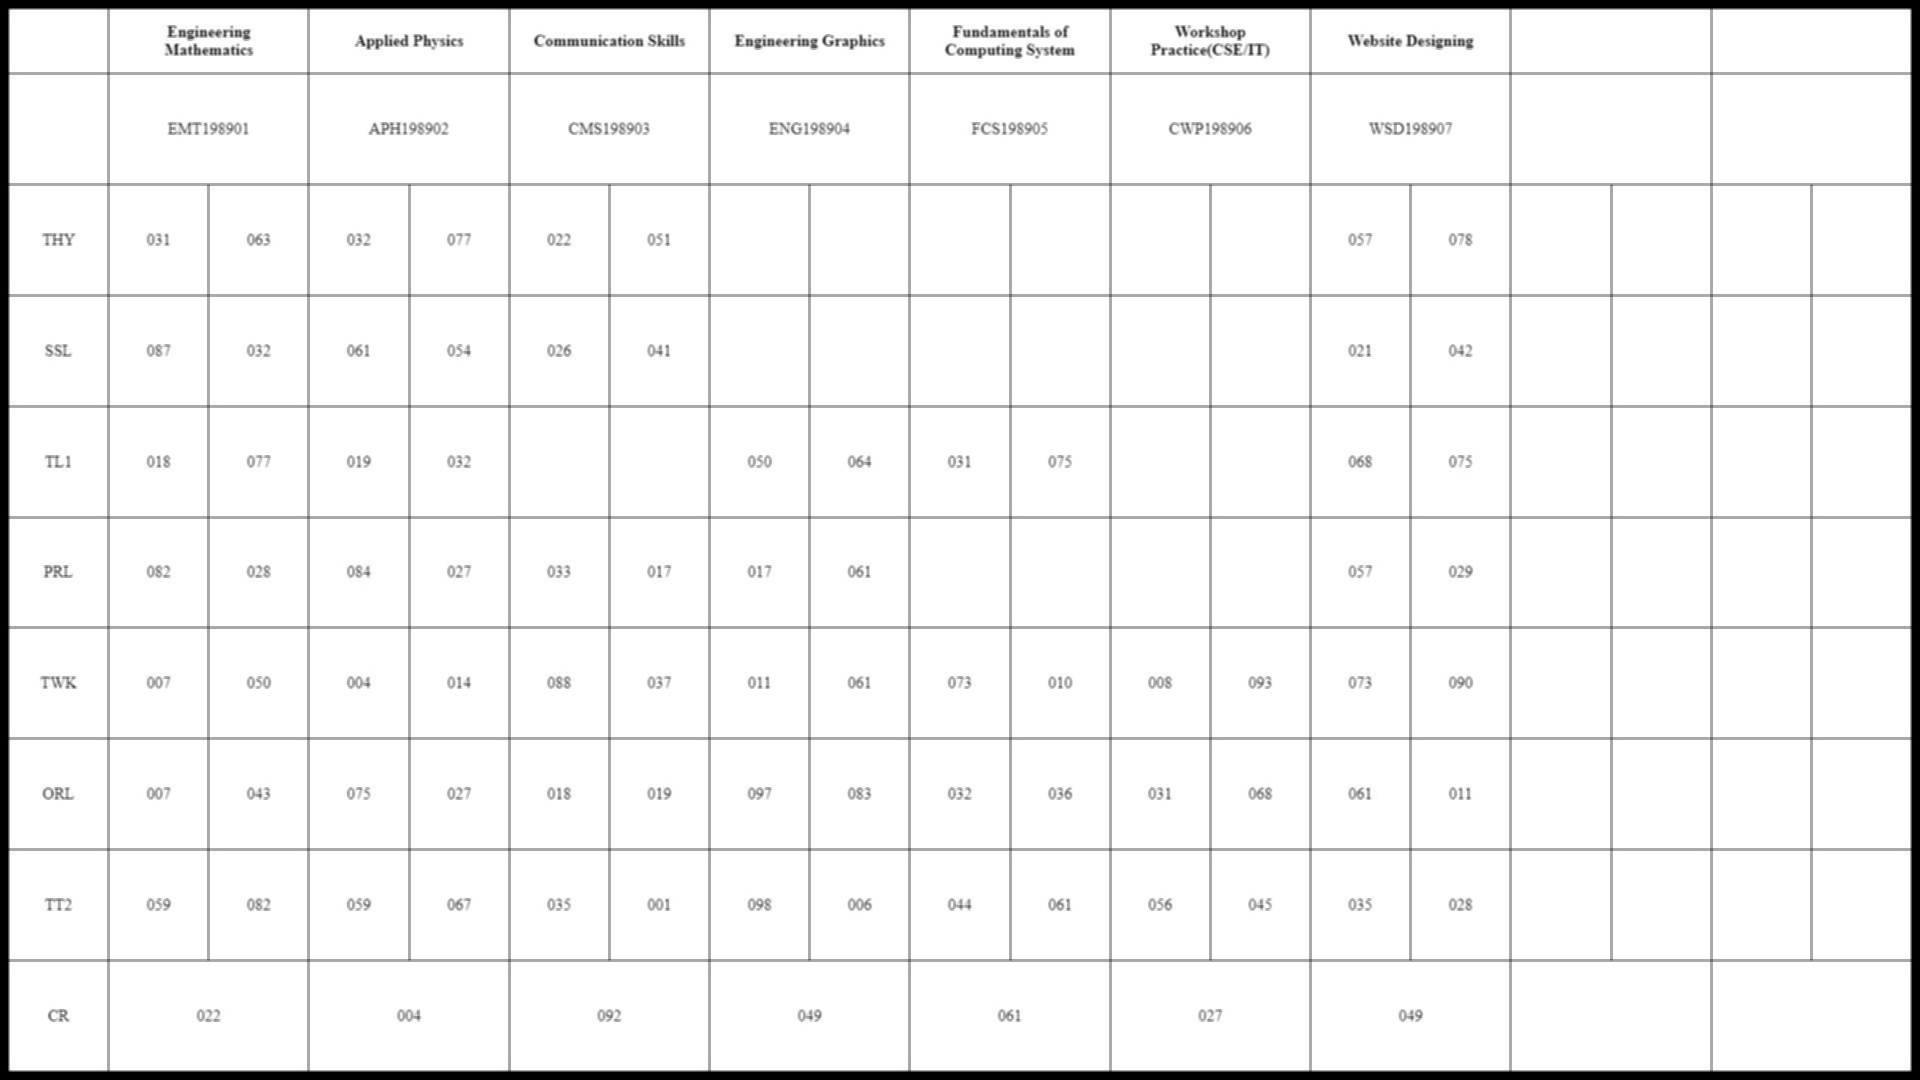 Engineering Mathematics Applied Physics Communication Skills Engineering Graphics Fundamentals of Computing System Workshop Practice(CSE/IT) Website Designing
EMT198901 APH198902 CMS198903 ENG198904 FCS198905 CWP198906 WSD198907
THY 031 063 032 077 022 051 057 078
SSL 087 032 061 054 026 041 021 042
TL1 018 077 019 032 050 064 031 075 068 075
PRL 082 028 084 027 033 017 017 061 057 029
TWK 007 050 004 014 088 037 011 061 073 010 008 093 073 090
ORL 007 043 075 027 018 019 097 083 032 036 031 068 061 011
TT2 059 082 059 067 035 001 098 006 044 061 056 045 035 028
CR 022 004 092 049 061 027 049